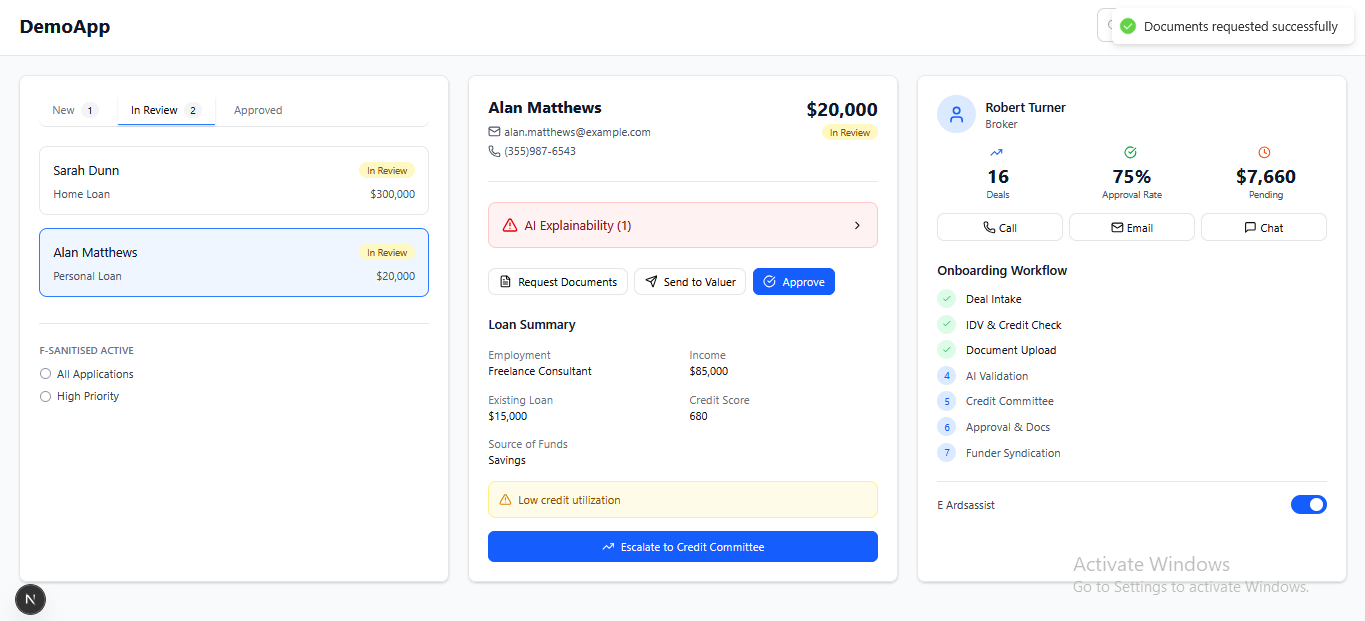 DemoApp
Documents requested successfully
New 1 In Review 2 Approved
Sarah Dunn In Review
Home Loan $300,000
Alan Matthews In Review
Personal Loan $20,000
F-SANITISED ACTIVE
All Applications
High Priority
Alan Matthews $20,000
alan.matthews@example.com In Review
(355)987-6543
AI Explainability (1)
Request Documents Send to Valuer Approve
Loan Summary
Employment Income
Freelance Consultant $85,000
Existing Loan Credit Score
$15,000 680
Source of Funds
Savings
Low credit utilization
Escalate to Credit Committee
Robert Turner
Broker
16 75% $7,660
Deals Approval Rate Pending
Call Email Chat
Onboarding Workflow
Deal Intake
IDV & Credit Check
Document Upload
4 AI Validation
5 Credit Committee
6 Approval & Docs
7 Funder Syndication
E Ardsassist
Activate Windows
Go to Settings to activate Windows.
N